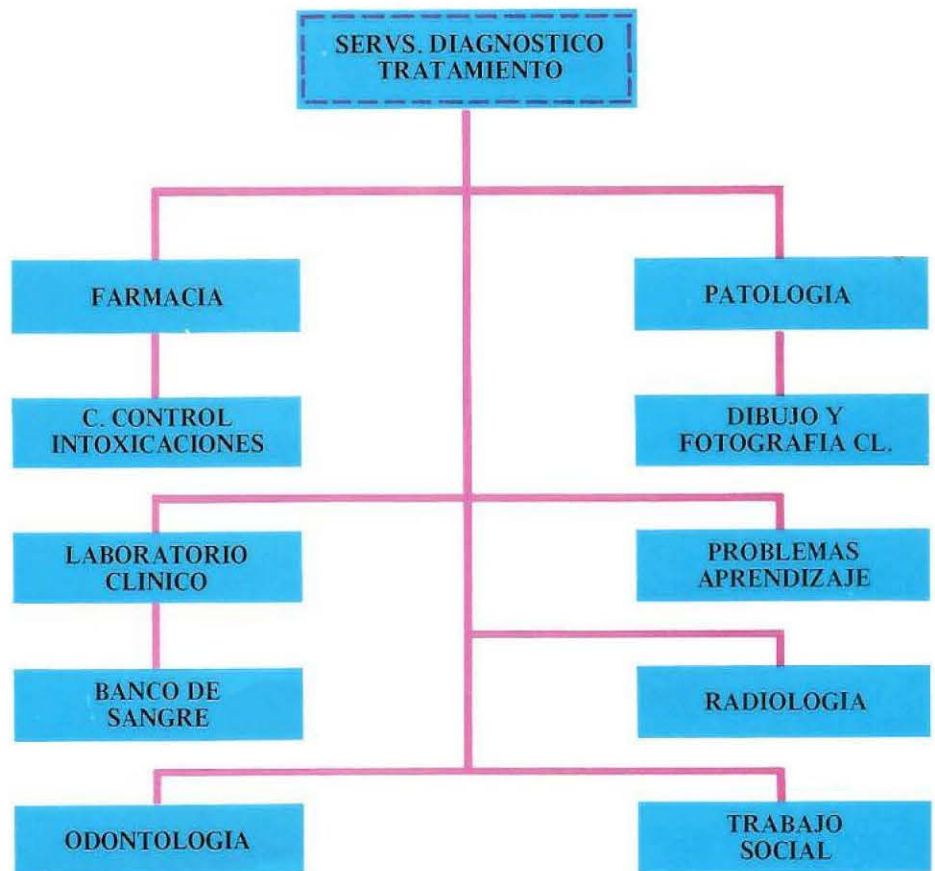 SERVS. DIAGNOSTICO
TRATAMIENTO
FARMACIA
PATOLOGIA
C. CONTROL
INTOXICACIONES
DIBUJO Y
FOTOGRAFIA CL.
LABORATORIO
CLINICO
PROBLEMAS
APRENDIZAJE
BANCO DE
SANGRE
RADIOLOGIA
ODONTOLOGIA
TRABAJO
SOCIAL